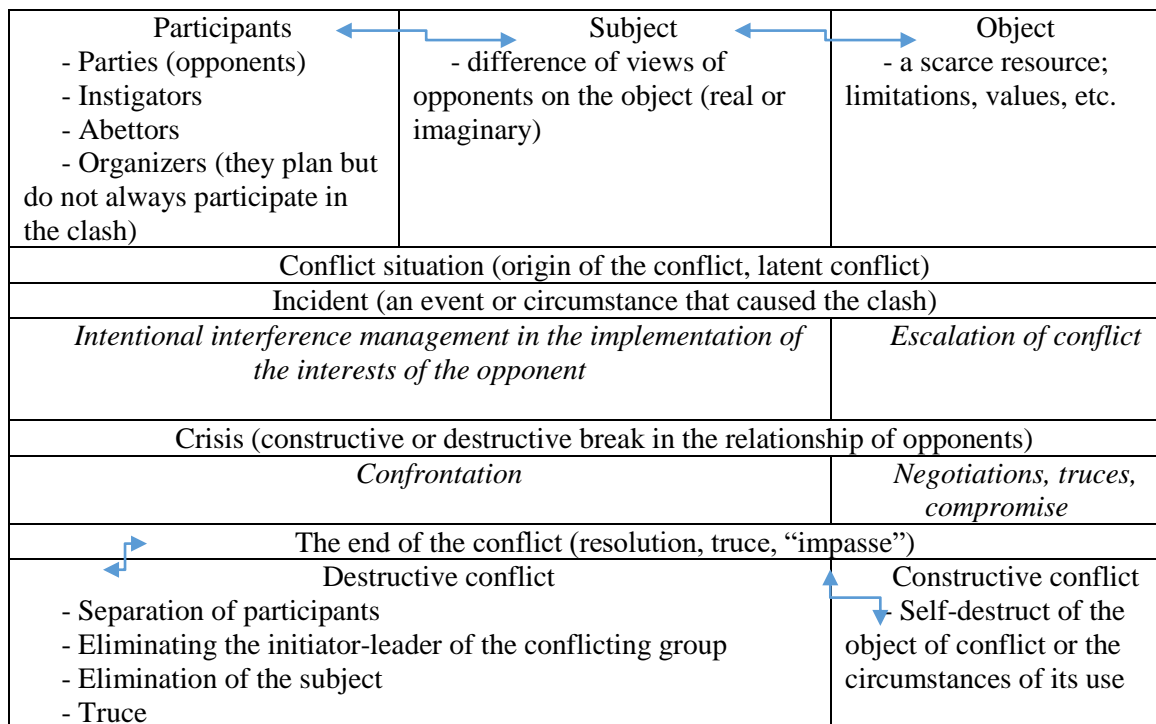 Participants
- Parties (opponents)
- Instigators
- Abettors
- Organizers (they plan but
do not always participate in
the clash)
Subject
- difference of views of
opponents on the object (real or
imaginary)
Object
- a scarce resource;
limitations, values, etc.
Conflict situation (origin of the conflict, latent conflict)
Incident (an event or circumstance that caused the clash)
Intentional interference management in the implementation of
the interests of the opponent
Escalation of conflict
Crisis (constructive or destructive break in the relationship of opponents)
Confrontation
Negotiations, truces,
compromise
The end of the conflict (resolution, truce, “impasse”)
Destructive conflict
- Separation of participants
- Eliminating the initiator-leader of the conflicting group
- Elimination of the subject
- Truce
Constructive conflict
- Self-destruct of the
object of conflict or the
circumstances of its use